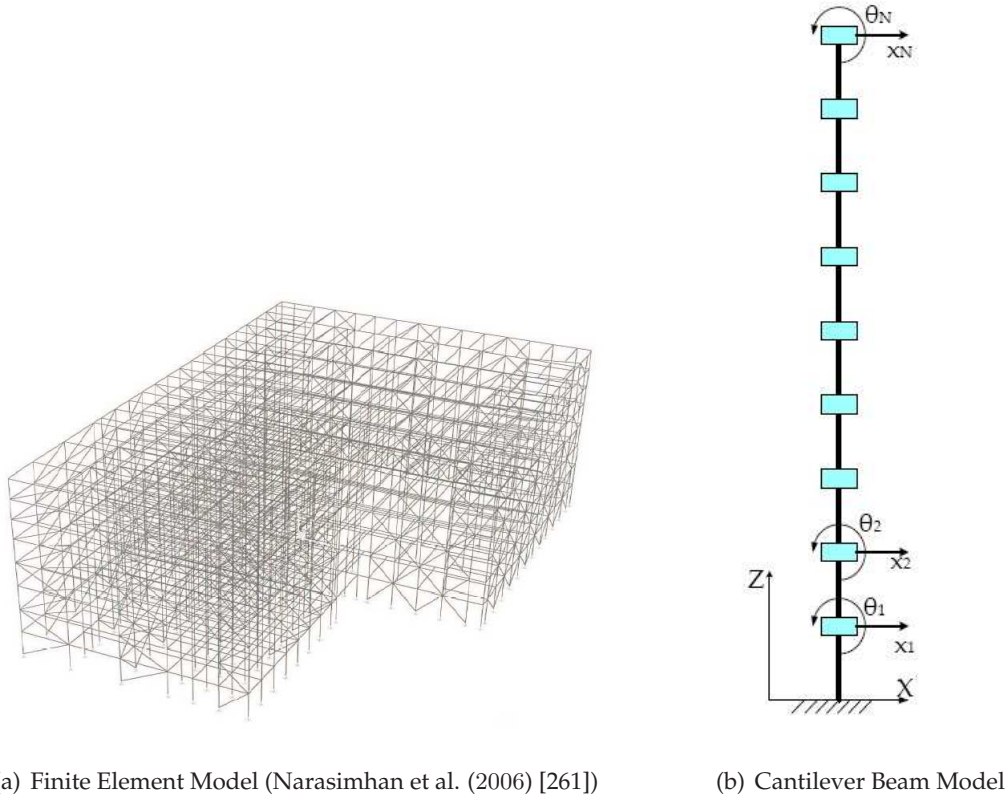 θN
xN
θ2
x2
Z
θ1
x1
X
a) Finite Element Model (Narasimhan et al. (2006) [261])
(b) Cantilever Beam Model